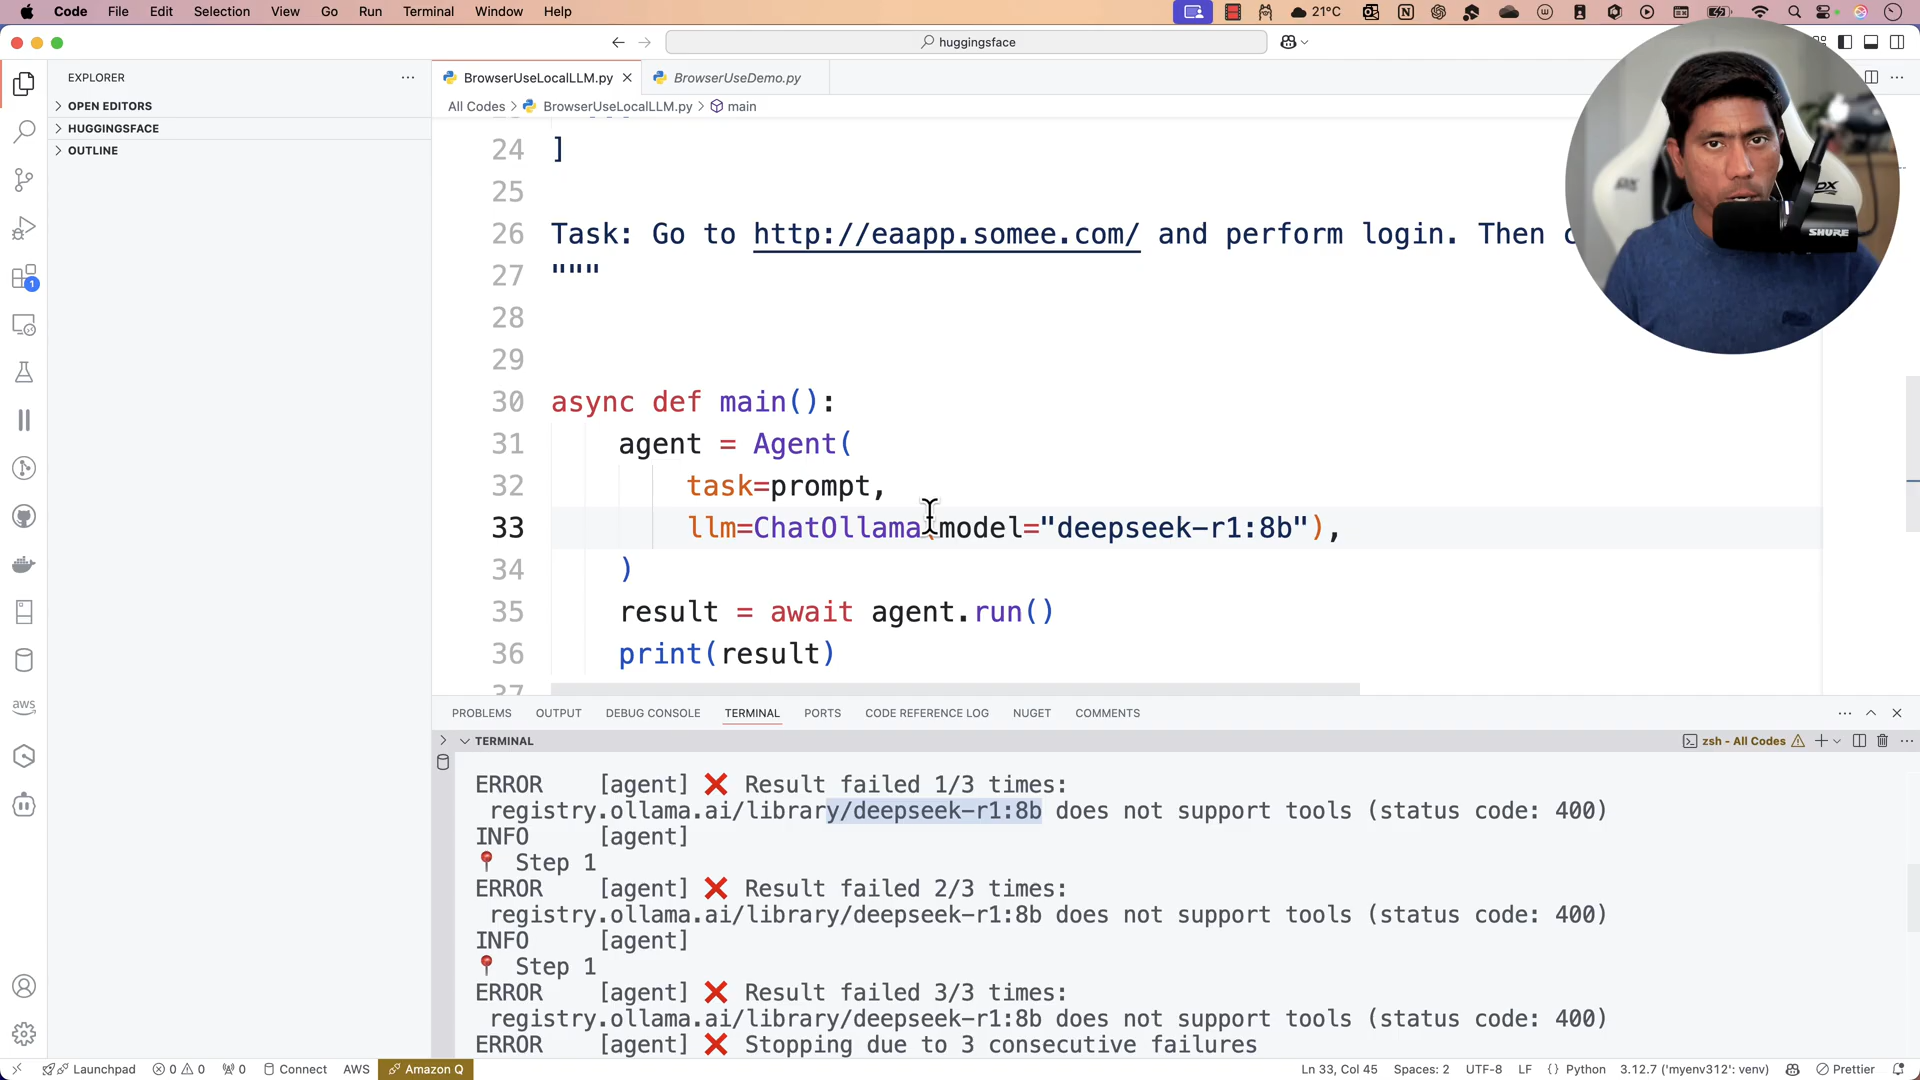 Code File Edit Selection View Go Run Terminal Window Help 21°C
huggingsface
EXPLORER
OPEN EDITORS
HUGGINGSFACE
OUTLINE
BrowserUseLocalLLM.py
BrowserUseDemo.py
All Codes > BrowserUseLocalLLM.py > main
24 ]
25
26 Task: Go to http://eaapp.somee.com/ and perform login. Then
27 """
28
29
30 async def main():
31 agent = Agent(
32 task=prompt,
33 llm=ChatOllama(model="deepseek-r1:8b"),
34 )
35 result = await agent.run()
36 print(result)
37
SHURE
1
aws
PROBLEMS OUTPUT DEBUG CONSOLE TERMINAL PORTS CODE REFERENCE LOG NUGET COMMENTS
TERMINAL
zsh - All Codes
ERROR [agent] ❌ Result failed 1/3 times:
registry.ollama.ai/library/deepseek-r1:8b does not support tools (status code: 400)
INFO [agent]
📍 Step 1
ERROR [agent] ❌ Result failed 2/3 times:
registry.ollama.ai/library/deepseek-r1:8b does not support tools (status code: 400)
INFO [agent]
📍 Step 1
ERROR [agent] ❌ Result failed 3/3 times:
registry.ollama.ai/library/deepseek-r1:8b does not support tools (status code: 400)
ERROR [agent] ❌ Stopping due to 3 consecutive failures
Launchpad 0 0 0 Connect AWS Amazon Q Ln 33, Col 45 Spaces: 2 UTF-8 LF {} Python 3.12.7 ('myenv312': venv) Prettier